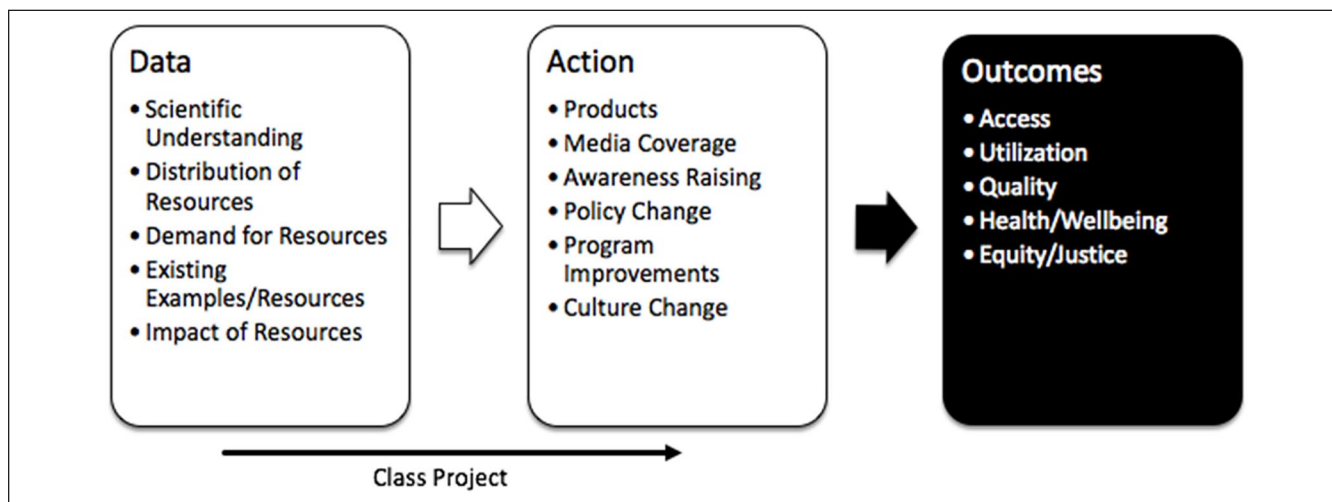 Data
• Scientific
Understanding
• Distribution of
Resources
• Demand for Resources
• Existing
Examples/Resources
• Impact of Resources
Action
• Products
• Media Coverage
• Awareness Raising
• Policy Change
• Program
Improvements
• Culture Change
Outcomes
• Access
• Utilization
• Quality
• Health/Wellbeing
• Equity/Justice
Class Project